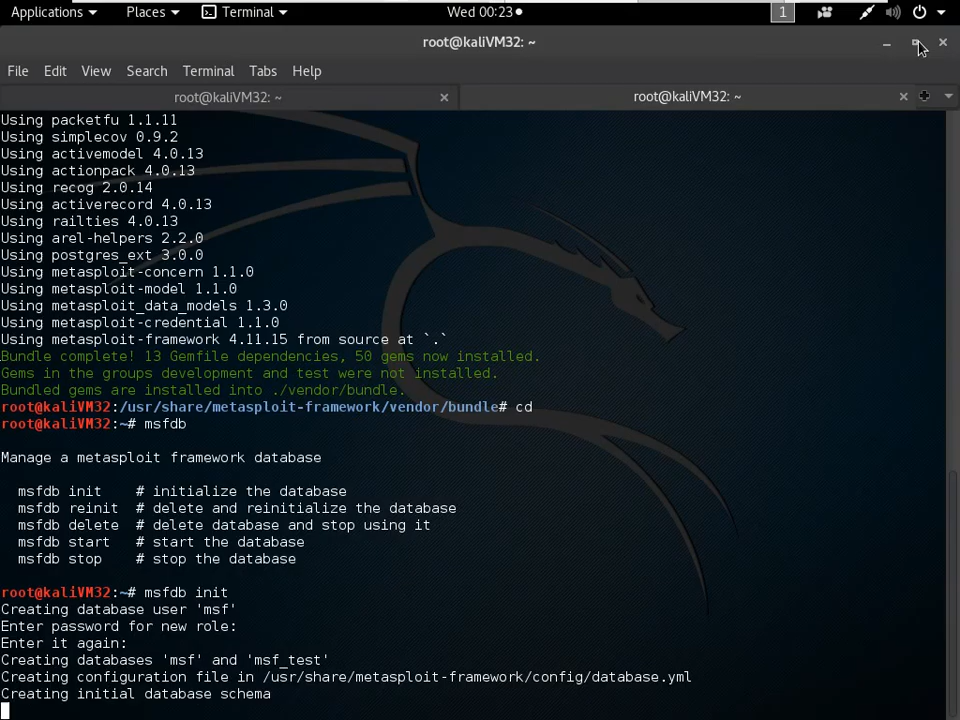 Applications Places Terminal Wed 00:23 1
root@kaliVM32: ~
File Edit View Search Terminal Tabs Help
root@kaliVM32: ~ root@kaliVM32: ~
Using packetfu 1.1.11
Using simplecov 0.9.2
Using activemodel 4.0.13
Using actionpack 4.0.13
Using recog 2.0.14
Using activerecord 4.0.13
Using railties 4.0.13
Using arel-helpers 2.2.0
Using postgres_ext 3.0.0
Using metasploit-concern 1.1.0
Using metasploit-model 1.1.0
Using metasploit_data_models 1.3.0
Using metasploit-credential 1.1.0
Using metasploit-framework 4.11.15 from source at `.`
Bundle complete! 13 Gemfile dependencies, 50 gems now installed.
Gems in the groups development and test were not installed.
Bundled gems are installed into ./vendor/bundle.
root@kaliVM32:/usr/share/metasploit-framework/vendor/bundle# cd
root@kaliVM32:~# msfdb
Manage a metasploit framework database
msfdb init # initialize the database
msfdb reinit # delete and reinitialize the database
msfdb delete # delete database and stop using it
msfdb start # start the database
msfdb stop # stop the database
root@kaliVM32:~# msfdb init
Creating database user 'msf'
Enter password for new role:
Enter it again:
Creating databases 'msf' and 'msf_test'
Creating configuration file in /usr/share/metasploit-framework/config/database.yml
Creating initial database schema